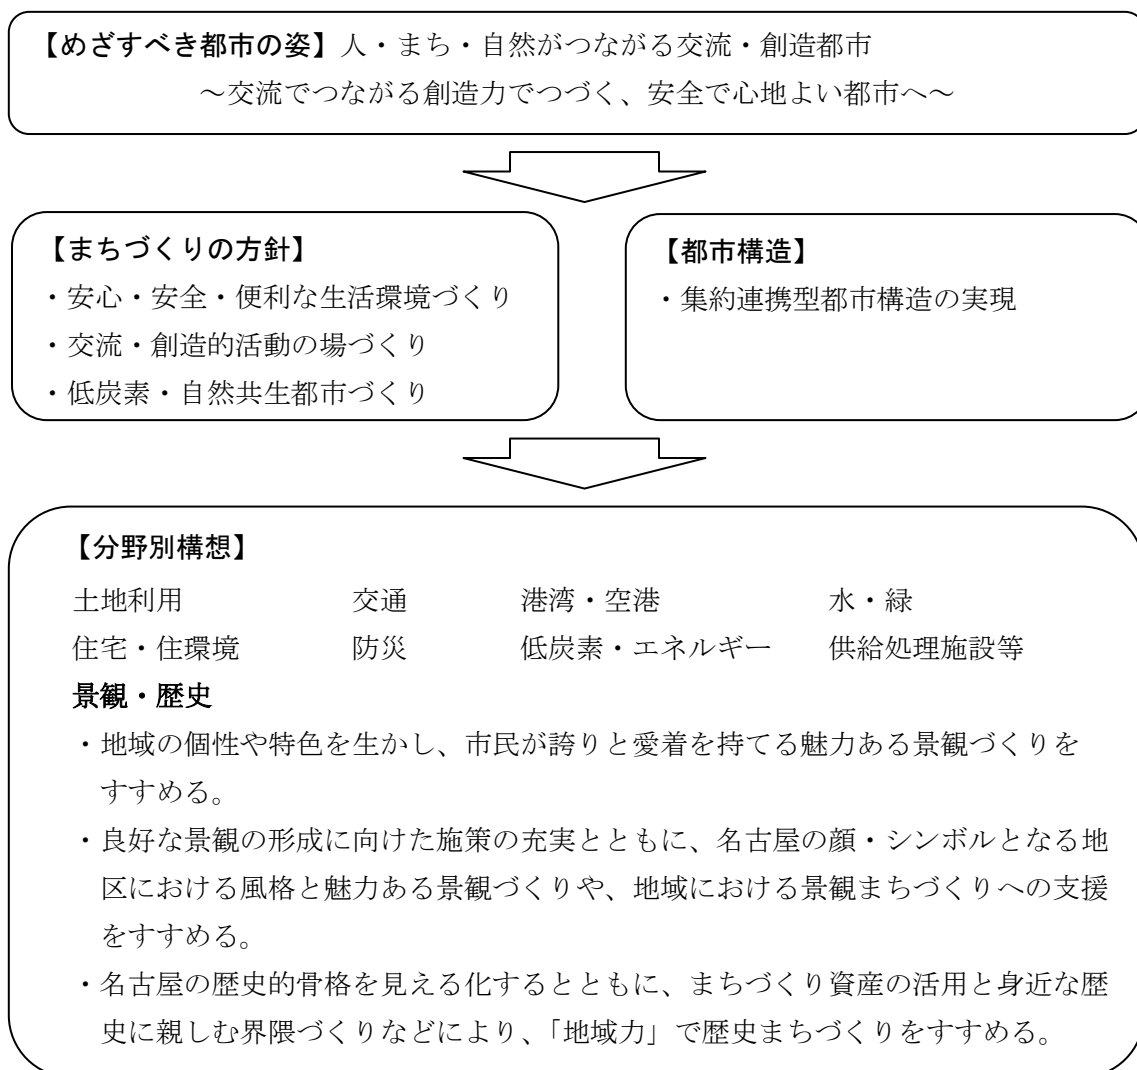 【めざすべき都市の姿】人・まち・自然がつながる交流・創造都市
～交流でつながる創造力でつづく、安全で心地よい都市へ～
【まちづくりの方針】
・安心・安全・便利な生活環境づくり
・交流・創造的活動の場づくり
・低炭素・自然共生都市づくり
【都市構造】
・集約連携型都市構造の実現
【分野別構想】
土地利用 交通 港湾・空港 水・緑
住宅・住環境 防災 低炭素・エネルギー 供給処理施設等
景観・歴史
・地域の個性や特色を生かし、市民が誇りと愛着を持てる魅力ある景観づくりを
すすめる。
・良好な景観の形成に向けた施策の充実とともに、名古屋の顔・シンボルとなる地
区における風格と魅力ある景観づくりや、地域における景観まちづくりへの支援
をすすめる。
・名古屋の歴史的骨格を見える化するとともに、まちづくり資産の活用と身近な歴
史に親しむ界隈づくりなどにより、「地域力」で歴史まちづくりをすすめる。